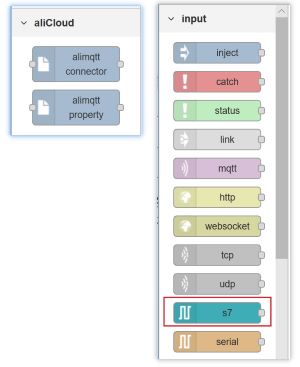 aliCloud
alimqtt
connector
alimqtt
property
input
inject
catch
status
link
mqtt
http
websocket
tcp
udp
s7
serial